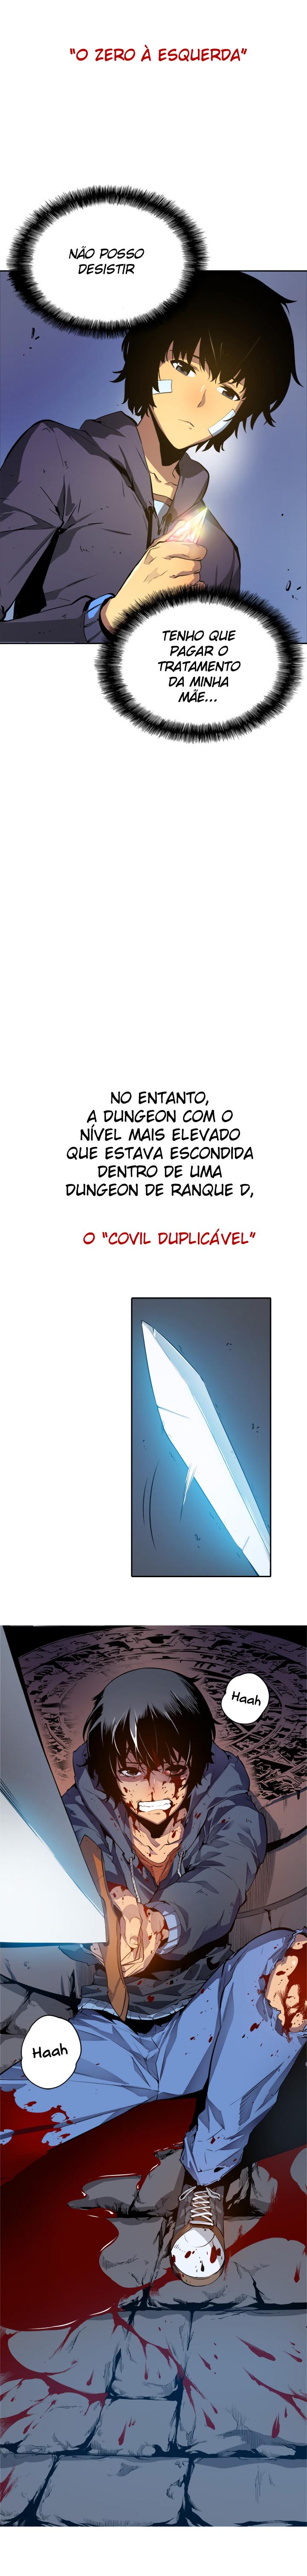 "O ZERO À ESQUERDA"
NÃO POSSO
DESISTIR
TENHO QUE
PAGAR O
TRATAMENTO
DA MINHA
MÃE...
NO ENTANTO,
A DUNGEON COM O
NÍVEL MAIS ELEVADO
QUE ESTAVA ESCONDIDA
DENTRO DE UMA
DUNGEON DE RANQUE D,
O "COVIL DUPLICÁVEL"
Haah
Haah